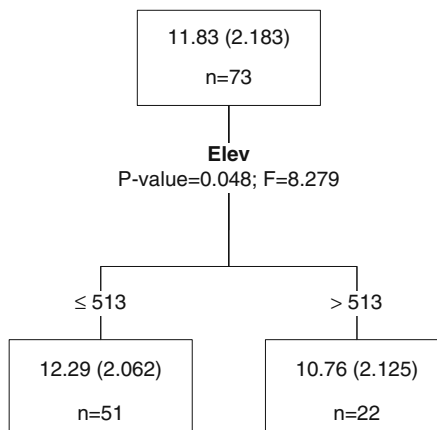 11.83 (2.183)
n=73
Elev
P-value=0.048; F=8.279
≤ 513
> 513
12.29 (2.062)
n=51
10.76 (2.125)
n=22